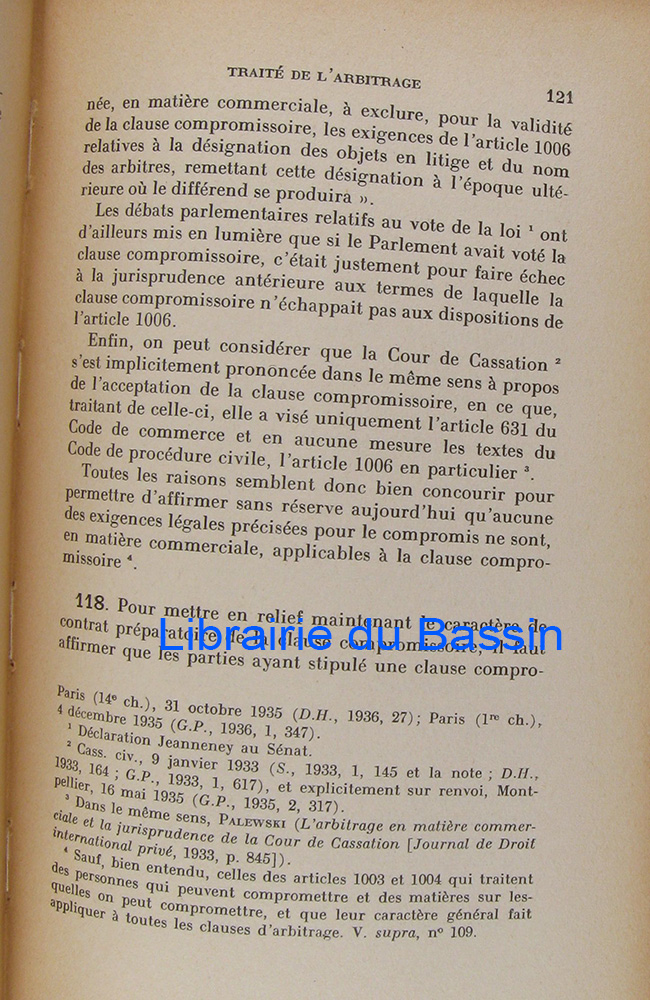 TRAITÉ DE L'ARBITRAGE 121
née, en matière commerciale, à exclure, pour la validité
de la clause compromissoire, les exigences de l'article 1006
relatives à la désignation des objets en litige et du nom
des arbitres, remettant cette désignation à l'époque ulté-
rieure où le différend se produira ».
Les débats parlementaires relatifs au vote de la loi ¹ ont
d'ailleurs mis en lumière que si le Parlement avait voté la
clause compromissoire, c'était justement pour faire échec
à la jurisprudence antérieure aux termes de laquelle la
clause compromissoire n'échappait pas aux dispositions de
l'article 1006.
Enfin, on peut considérer que la Cour de Cassation ²
s'est implicitement prononcée dans le même sens à propos
de l'acceptation de la clause compromissoire, en ce que,
traitant de celle-ci, elle a visé uniquement l'article 631 du
Code de commerce et en aucune mesure les textes du
Code de procédure civile, l'article 1006 en particulier ³.
Toutes les raisons semblent donc bien concourir pour
permettre d'affirmer sans réserve aujourd'hui qu'aucune
des exigences légales précisées pour le compromis ne sont,
en matière commerciale, applicables à la clause compro-
missoire ⁴.
118. Pour mettre en relief maintenant le caractère de
contrat préparatoire de la clause compromissoire, il faut
Librairie du Bassin
affirmer que les parties ayant stipulé une clause compro-
Paris (14ᵉ ch.), 31 octobre 1935 (D.H., 1936, 27) ; Paris (1ʳᵉ ch.),
4 décembre 1935 (G.P., 1936, 1, 347).
¹ Déclaration Jeanneney au Sénat.
² Cass. civ., 9 janvier 1933 (S., 1933, 1, 145 et la note ; D.H.,
1933, 164 ; G.P., 1933, 1, 617), et explicitement sur renvoi, Mont-
pellier, 16 mai 1935 (G.P., 1935, 2, 317).
³ Dans le même sens, PALEWSKI (L'arbitrage en matière commer-
ciale et la jurisprudence de la Cour de Cassation [Journal de Droit
international privé, 1933, p. 845]).
⁴ Sauf, bien entendu, celles des articles 1003 et 1004 qui traitent
des personnes qui peuvent compromettre et des matières sur les-
quelles on peut compromettre, et que leur caractère général fait
appliquer à toutes les clauses d'arbitrage. V. supra, nº 109.